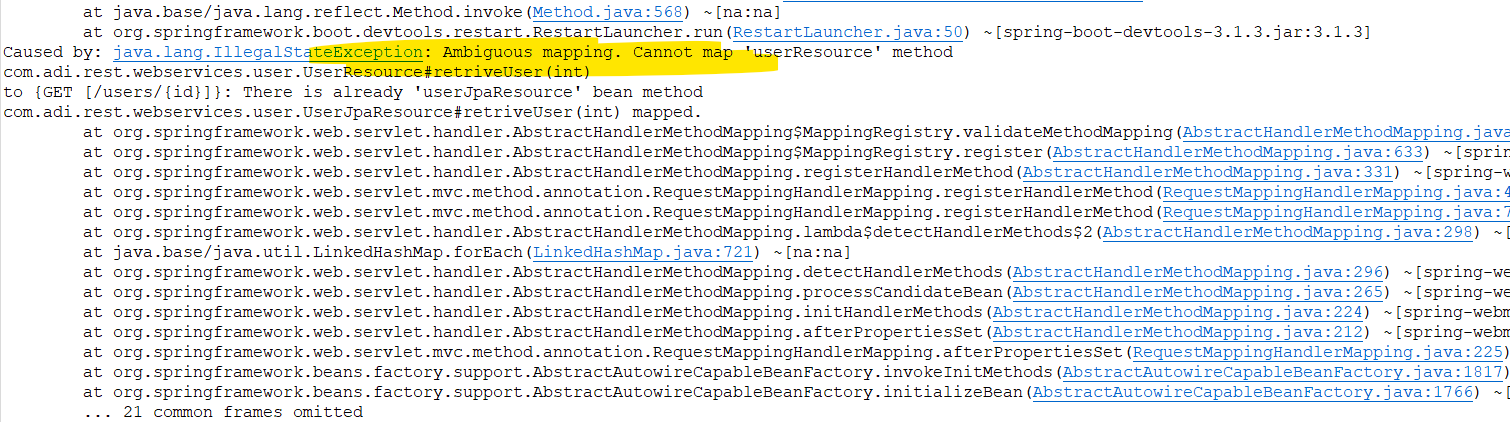 at java.base/java.lang.reflect.Method.invoke(Method.java:568) ~[na:na]
at org.springframework.boot.devtools.restart.RestartLauncher.run(RestartLauncher.java:50) ~[spring-boot-devtools-3.1.3.jar:3.1.3]
Caused by: java.lang.IllegalStateException: Ambiguous mapping. Cannot map 'userResource' method
com.adi.rest.webservices.user.UserResource#retriveUser(int)
to {GET [/users/{id}]}: There is already 'userJpaResource' bean method
com.adi.rest.webservices.user.UserJpaResource#retriveUser(int) mapped.
at org.springframework.web.servlet.handler.AbstractHandlerMethodMapping$MappingRegistry.validateMethodMapping(AbstractHandlerMethodMapping.java
at org.springframework.web.servlet.handler.AbstractHandlerMethodMapping$MappingRegistry.register(AbstractHandlerMethodMapping.java:633) ~[sprin
at org.springframework.web.servlet.handler.AbstractHandlerMethodMapping.registerHandlerMethod(AbstractHandlerMethodMapping.java:331) ~[spring-w
at org.springframework.web.servlet.mvc.method.annotation.RequestMappingHandlerMapping.registerHandlerMethod(RequestMappingHandlerMapping.java:4
at org.springframework.web.servlet.mvc.method.annotation.RequestMappingHandlerMapping.registerHandlerMethod(RequestMappingHandlerMapping.java:7
at org.springframework.web.servlet.handler.AbstractHandlerMethodMapping.lambda$detectHandlerMethods$2(AbstractHandlerMethodMapping.java:298) ~[
at java.base/java.util.LinkedHashMap.forEach(LinkedHashMap.java:721) ~[na:na]
at org.springframework.web.servlet.handler.AbstractHandlerMethodMapping.detectHandlerMethods(AbstractHandlerMethodMapping.java:296) ~[spring-we
at org.springframework.web.servlet.handler.AbstractHandlerMethodMapping.processCandidateBean(AbstractHandlerMethodMapping.java:265) ~[spring-we
at org.springframework.web.servlet.handler.AbstractHandlerMethodMapping.initHandlerMethods(AbstractHandlerMethodMapping.java:224) ~[spring-webm
at org.springframework.web.servlet.handler.AbstractHandlerMethodMapping.afterPropertiesSet(AbstractHandlerMethodMapping.java:212) ~[spring-webm
at org.springframework.web.servlet.mvc.method.annotation.RequestMappingHandlerMapping.afterPropertiesSet(RequestMappingHandlerMapping.java:225)
at org.springframework.beans.factory.support.AbstractAutowireCapableBeanFactory.invokeInitMethods(AbstractAutowireCapableBeanFactory.java:1817)
at org.springframework.beans.factory.support.AbstractAutowireCapableBeanFactory.initializeBean(AbstractAutowireCapableBeanFactory.java:1766) ~[
... 21 common frames omitted